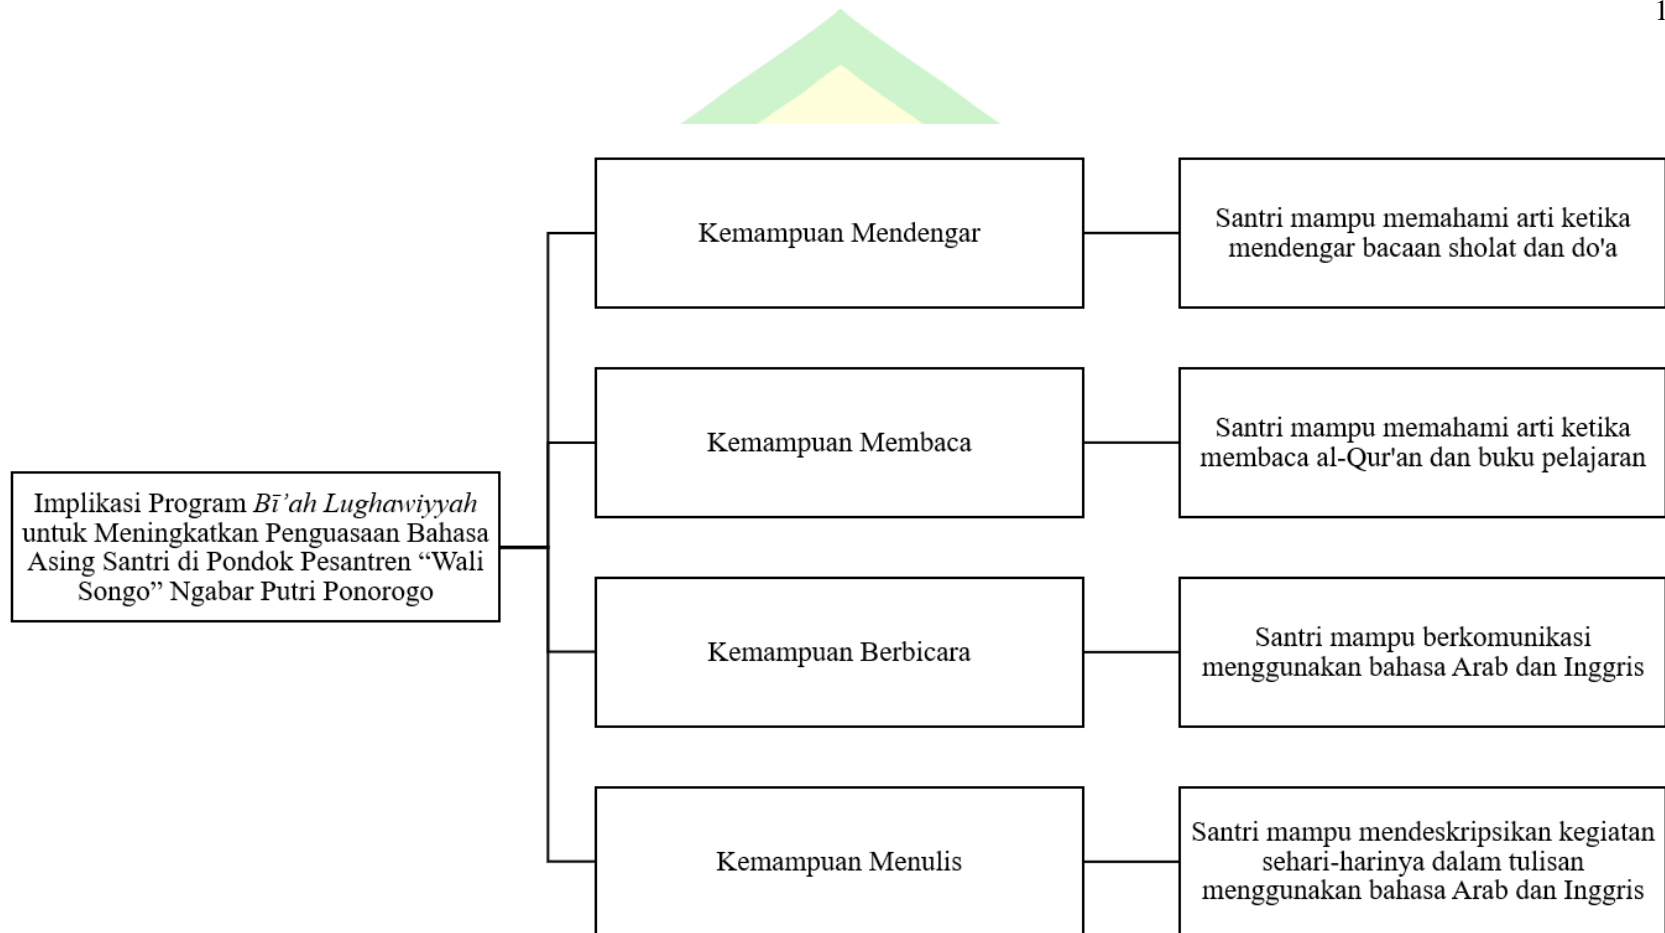 1
Kemampuan Mendengar
Santri mampu memahami arti ketika
mendengar bacaan sholat dan do'a
Kemampuan Membaca
Santri mampu memahami arti ketika
membaca al-Qur'an dan buku pelajaran
Implikasi Program Bī’ah Lughawiyyah
untuk Meningkatkan Penguasaan Bahasa
Asing Santri di Pondok Pesantren “Wali
Songo” Ngabar Putri Ponorogo
Kemampuan Berbicara
Santri mampu berkomunikasi
menggunakan bahasa Arab dan Inggris
Kemampuan Menulis
Santri mampu mendeskripsikan kegiatan
sehari-harinya dalam tulisan
menggunakan bahasa Arab dan Inggris